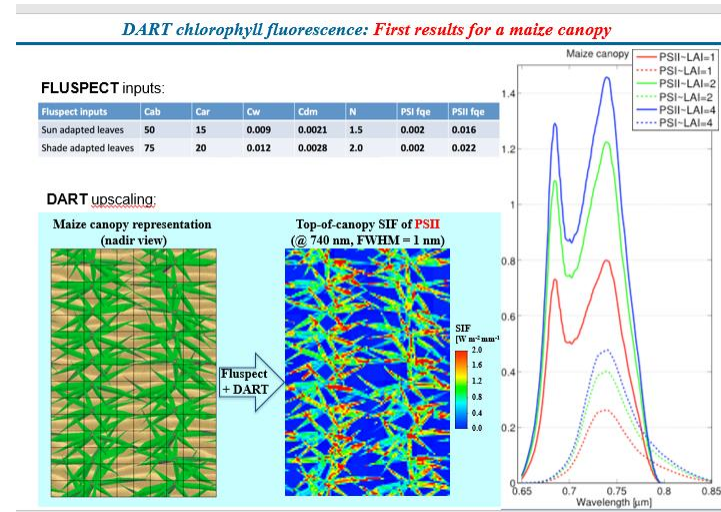 DART chlorophyll fluorescence: First results for a maize canopy
FLUSPECT inputs:
Fluspect inputs Cab Car Cw Cdm N PSI fqe PSII fqe
Sun adapted leaves 50 15 0.009 0.0021 1.5 0.002 0.016
Shade adapted leaves 75 20 0.012 0.0028 2.0 0.002 0.022
DART upscaling:
Maize canopy representation
(nadir view)
Top-of-canopy SIF of PSII
(@ 740 nm, FWHM = 1 nm)
Fluspect
+ DART
SIF
2.0
1.6
1.2
0.8
0.4
0.0
Maize canopy
PSII~LAI=1
PSI~LAI=1
PSII~LAI=2
PSI~LAI=2
PSII~LAI=4
PSI~LAI=4
1.4
1.2
1
0.8
0.6
0.4
0.2
0
0.65 0.7 0.75 0.8 0.85
Wavelength [µm]